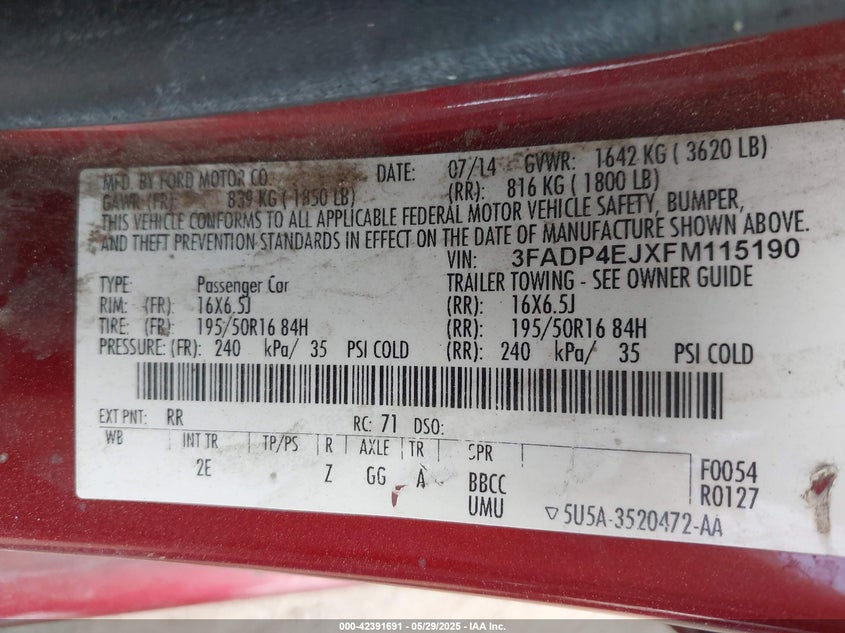 MFD. BY FORD MOTOR CO. DATE: 07/14 GVWR: 1642 KG ( 3620 LB)
GAWR (FR): 839 KG ( 1850 LB) (RR): 816 KG ( 1800 LB)
THIS VEHICLE CONFORMS TO ALL APPLICABLE FEDERAL MOTOR VEHICLE SAFETY, BUMPER,
AND THEFT PREVENTION STANDARDS IN EFFECT ON THE DATE OF MANUFACTURE SHOWN ABOVE.
VIN: 3FADP4EJXFM115190
TYPE: Passenger Car TRAILER TOWING - SEE OWNER GUIDE
RIM: (FR): 16X6.5J (RR): 16X6.5J
TIRE: (FR): 195/50R16 84H (RR): 195/50R16 84H
PRESSURE: (FR): 240 kPa/ 35 PSI COLD (RR): 240 kPa/ 35 PSI COLD
EXT PNT: RR RC: 71 DSO:
WB INT TR TP/PS R AXLE TR SPR
2E Z GG A BBCC F0054
UMU R0127
▽5U5A-3520472-AA
000-42391691 - 05/29/2025 - IAA Inc.